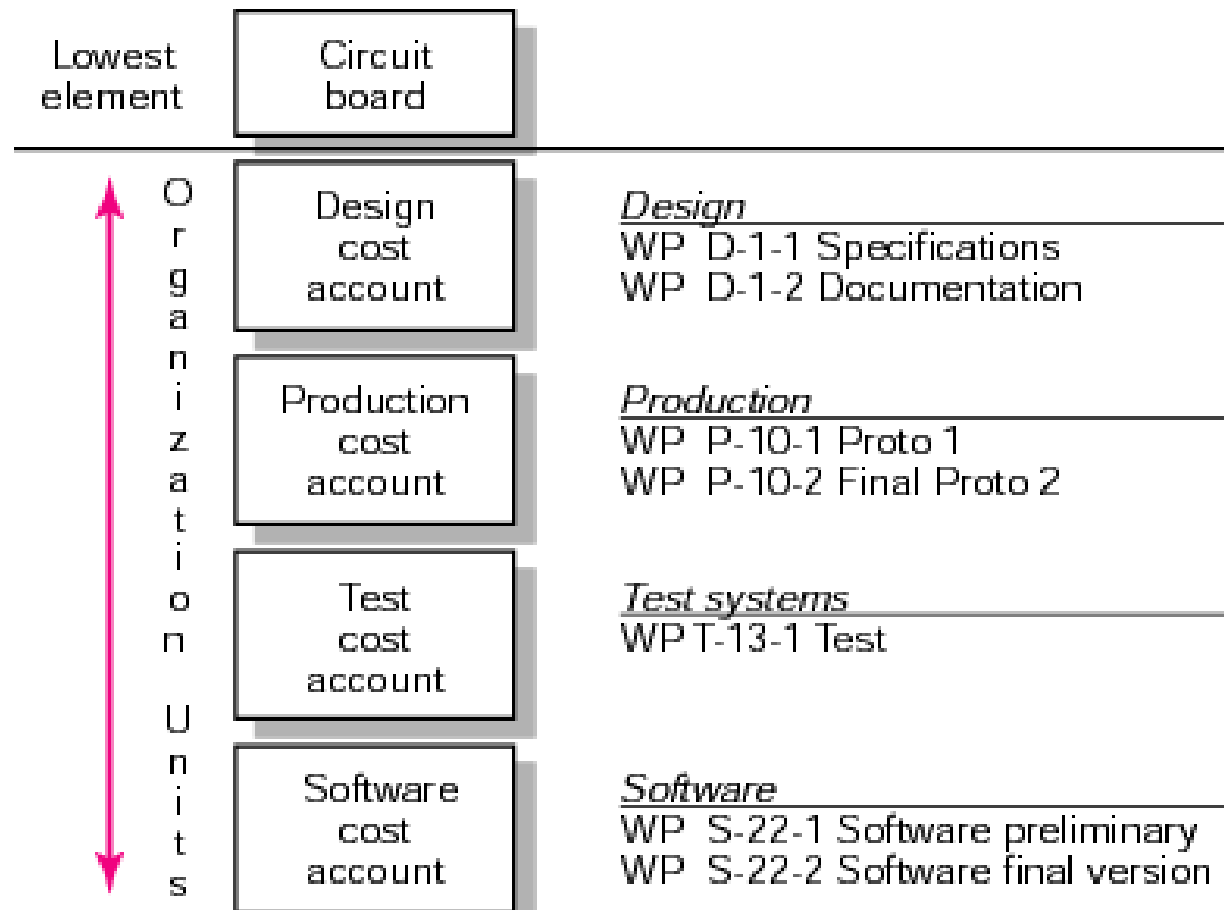 Lowest
element
Circuit
board
Organization Units
Design
cost
account
Design
WP D-1-1 Specifications
WP D-1-2 Documentation
Production
cost
account
Production
WP P-10-1 Proto 1
WP P-10-2 Final Proto 2
Test
cost
account
Test systems
WP T-13-1 Test
Software
cost
account
Software
WP S-22-1 Software preliminary
WP S-22-2 Software final version